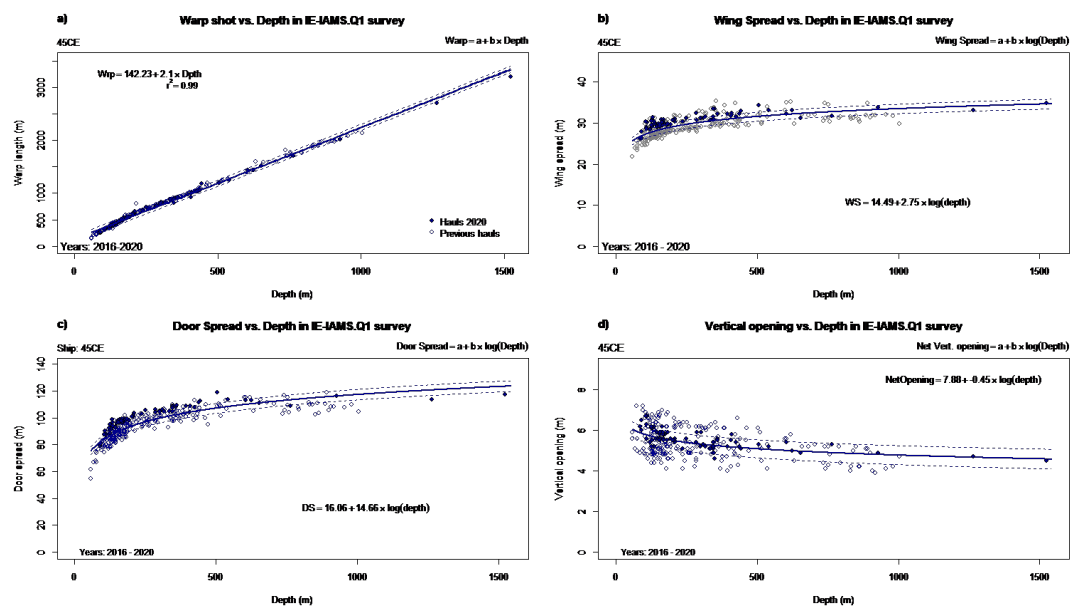 a) Warp shot vs. Depth in IE-IAMS.Q1 survey
45CE Warp = a + b × Depth
Wrp = 142.23 + 2.1 × Dpth
r² = 0.99
Warp length (m)
3000
2000
1000
500
0
Hauls 2020
Previous hauls
Years: 2016-2020
0 500 1000 1500
Depth (m)
b) Wing Spread vs. Depth in IE-IAMS.Q1 survey
45CE Wing Spread = a + b × log(Depth)
Wing spread (m)
40
30
20
10
0
WS = 14.49 + 2.75 × log(depth)
Years: 2016 - 2020
0 500 1000 1500
Depth (m)
c) Door Spread vs. Depth in IE-IAMS.Q1 survey
Ship: 45CE Door Spread = a + b × log(Depth)
Door spread (m)
140
120
100
80
60
40
20
0
DS = 16.06 + 14.66 × log(depth)
Years: 2016 - 2020
0 500 1000 1500
Depth (m)
d) Vertical opening vs. Depth in IE-IAMS.Q1 survey
45CE Net Vert. opening = a + b × log(Depth)
NetOpening = 7.88 + -0.45 × log(depth)
Vertical opening (m)
8
6
4
2
0
Years: 2016 - 2020
0 500 1000 1500
Depth (m)